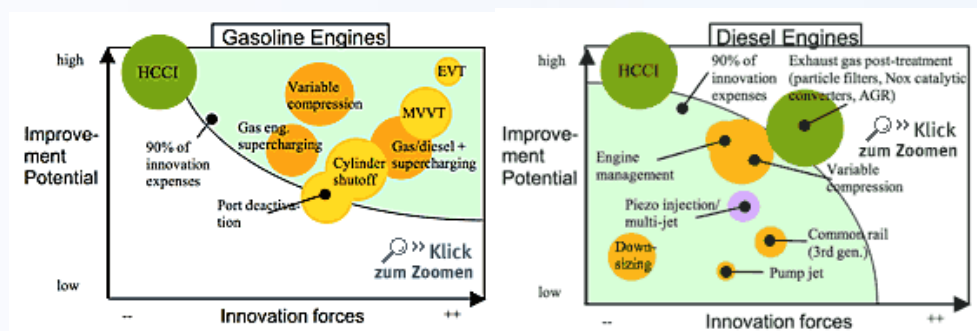 Gasoline Engines
high
HCCI
EVT
Variable
compression
MVVT
Improve-
ment
Potential
90% of
innovation
expenses
Gas eng.
supercharging
Gas/diesel +
supercharging
Cylinder
shutoff
Port deactiva-
tion
>> Klick
zum Zoomen
low
--
Innovation forces
++
Diesel Engines
high
HCCI
90% of
innovation
expenses
Exhaust gas post-treatment
(particle filters, Nox catalytic
converters, AGR)
>> Klick
zum Zoomen
Improve-
ment
Potential
Engine
management
Variable
compression
Piezo injection/
multi-jet
Common rail
(3rd gen.)
Down-
sizing
Pump jet
low
--
Innovation forces
++